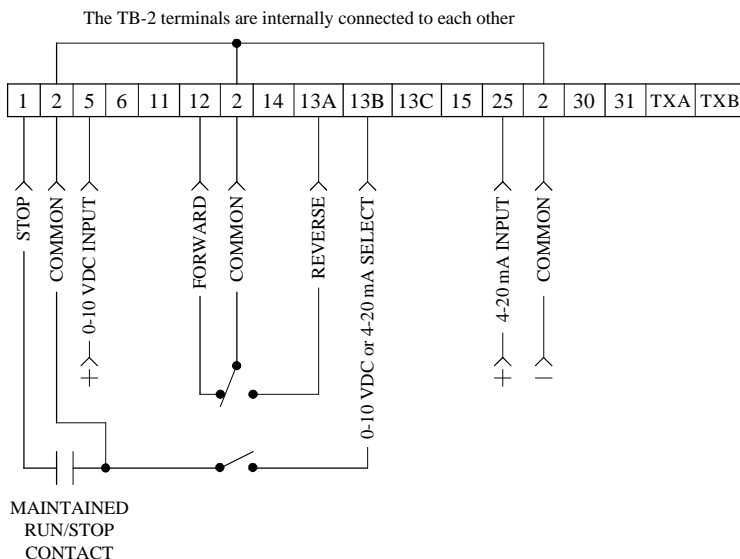 The TB-2 terminals are internally connected to each other
1 2 5 6 11 12 2 14 13A 13B 13C 15 25 2 30 31 TXA TXB
STOP
COMMON
0-10 VDC INPUT
+
FORWARD
COMMON
REVERSE
0-10 VDC or 4-20 mA SELECT
4-20 mA INPUT
+
COMMON
—
MAINTAINED
RUN/STOP
CONTACT